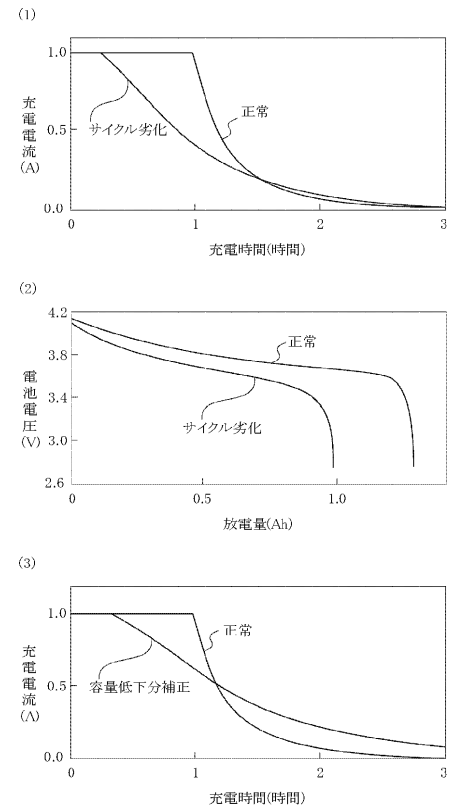 (1)
充電電流(A)
1.0
0.5
0.0
正常
サイクル劣化
0
1
2
3
充電時間(時間)
(2)
電池電圧(V)
4.2
3.8
3.4
3.0
2.6
正常
サイクル劣化
0
0.5
1.0
放電量(Ah)
(3)
充電電流(A)
1.0
0.5
0.0
正常
容量低下分補正
0
1
2
3
充電時間(時間)